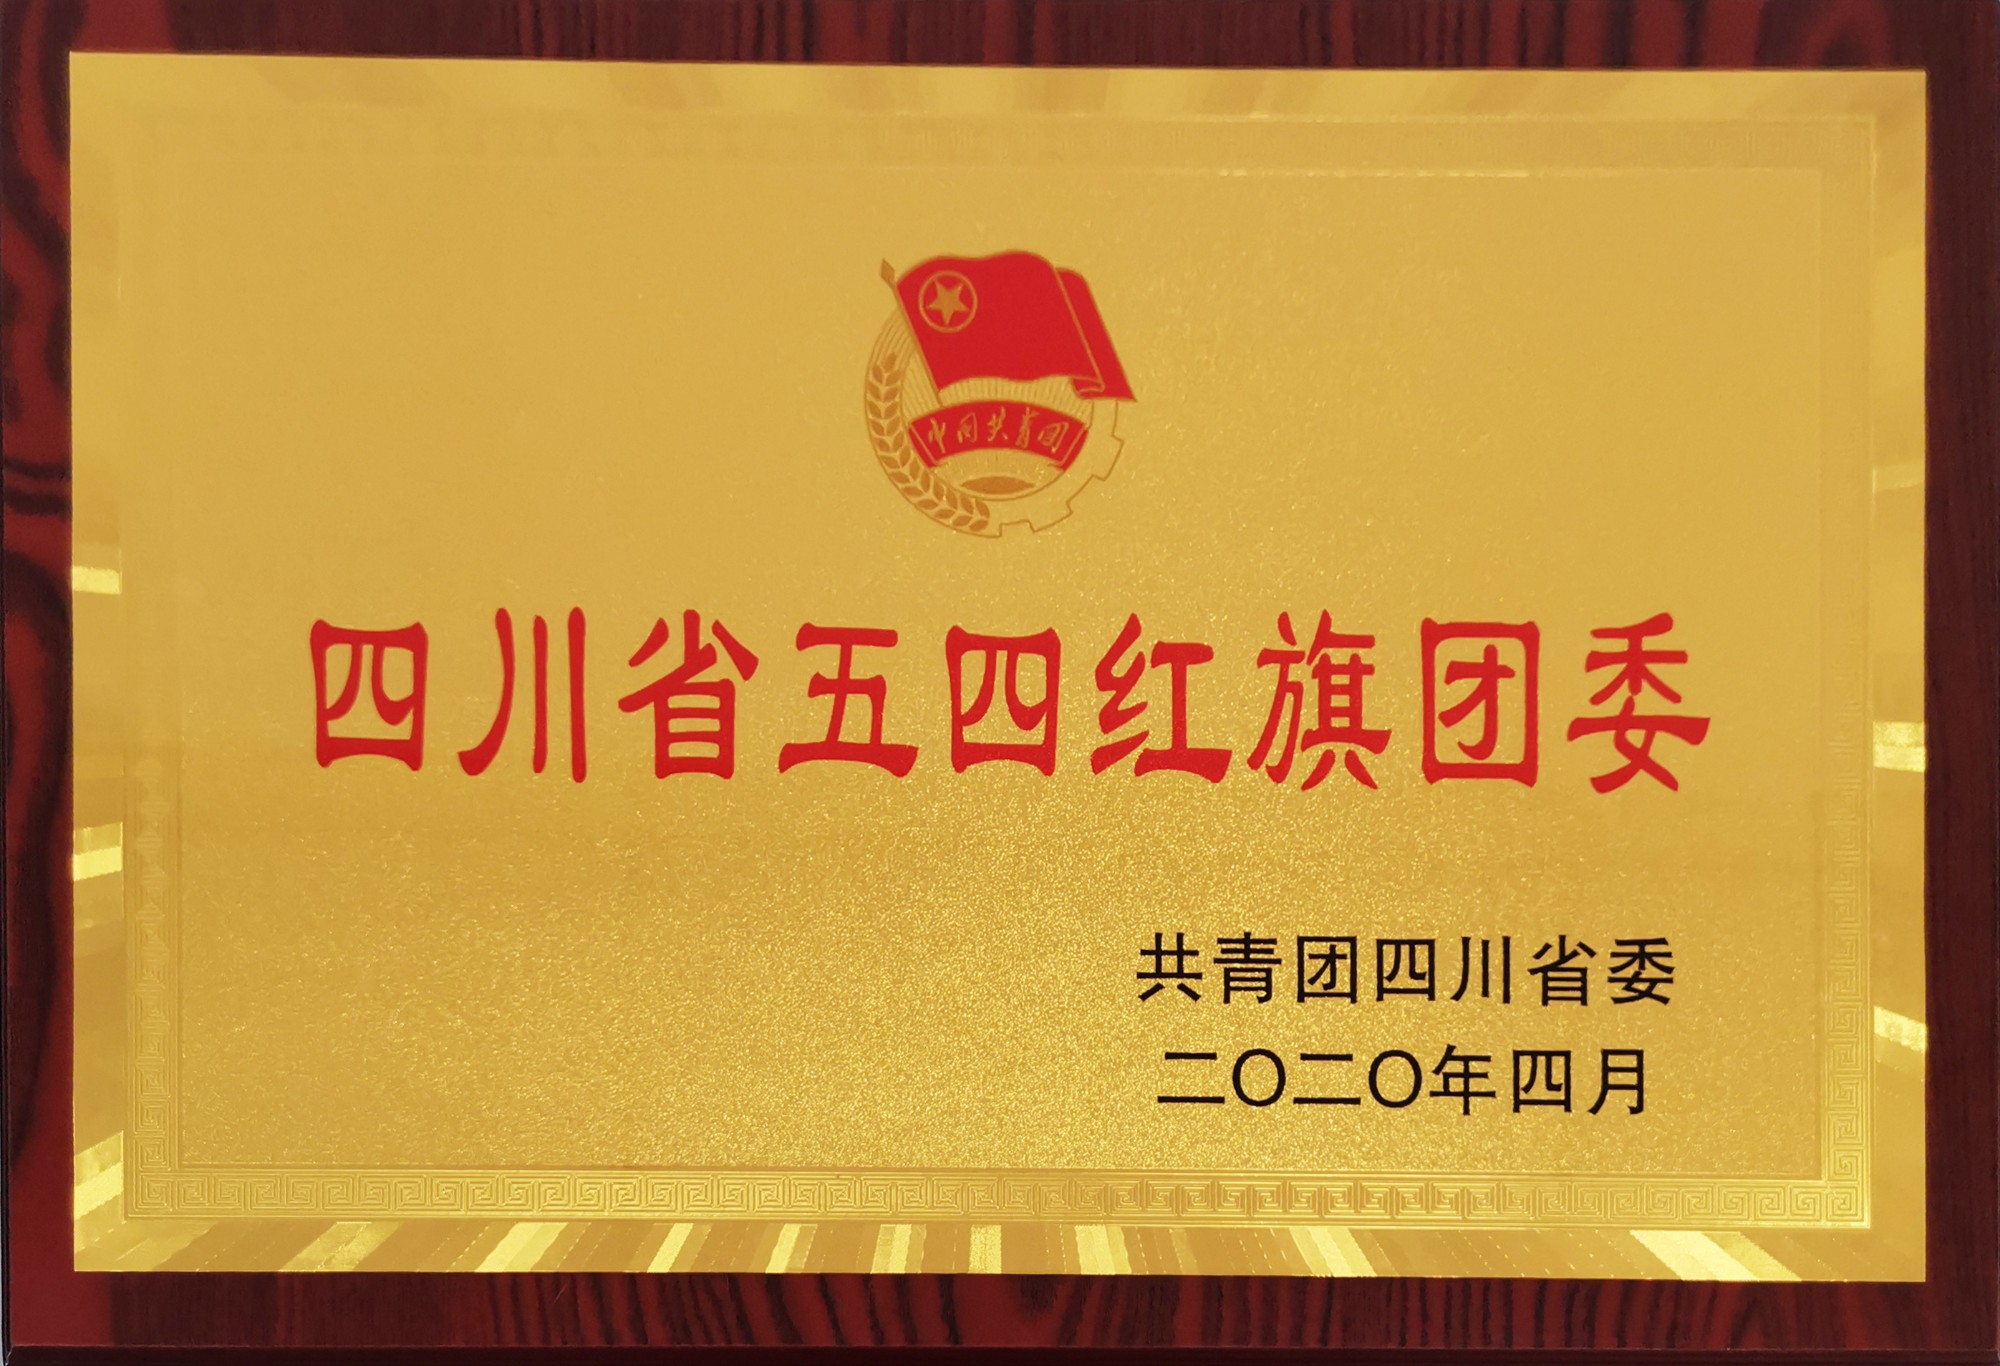 中国共青团
四川省五四红旗团委
共青团四川省委
二〇二〇年四月